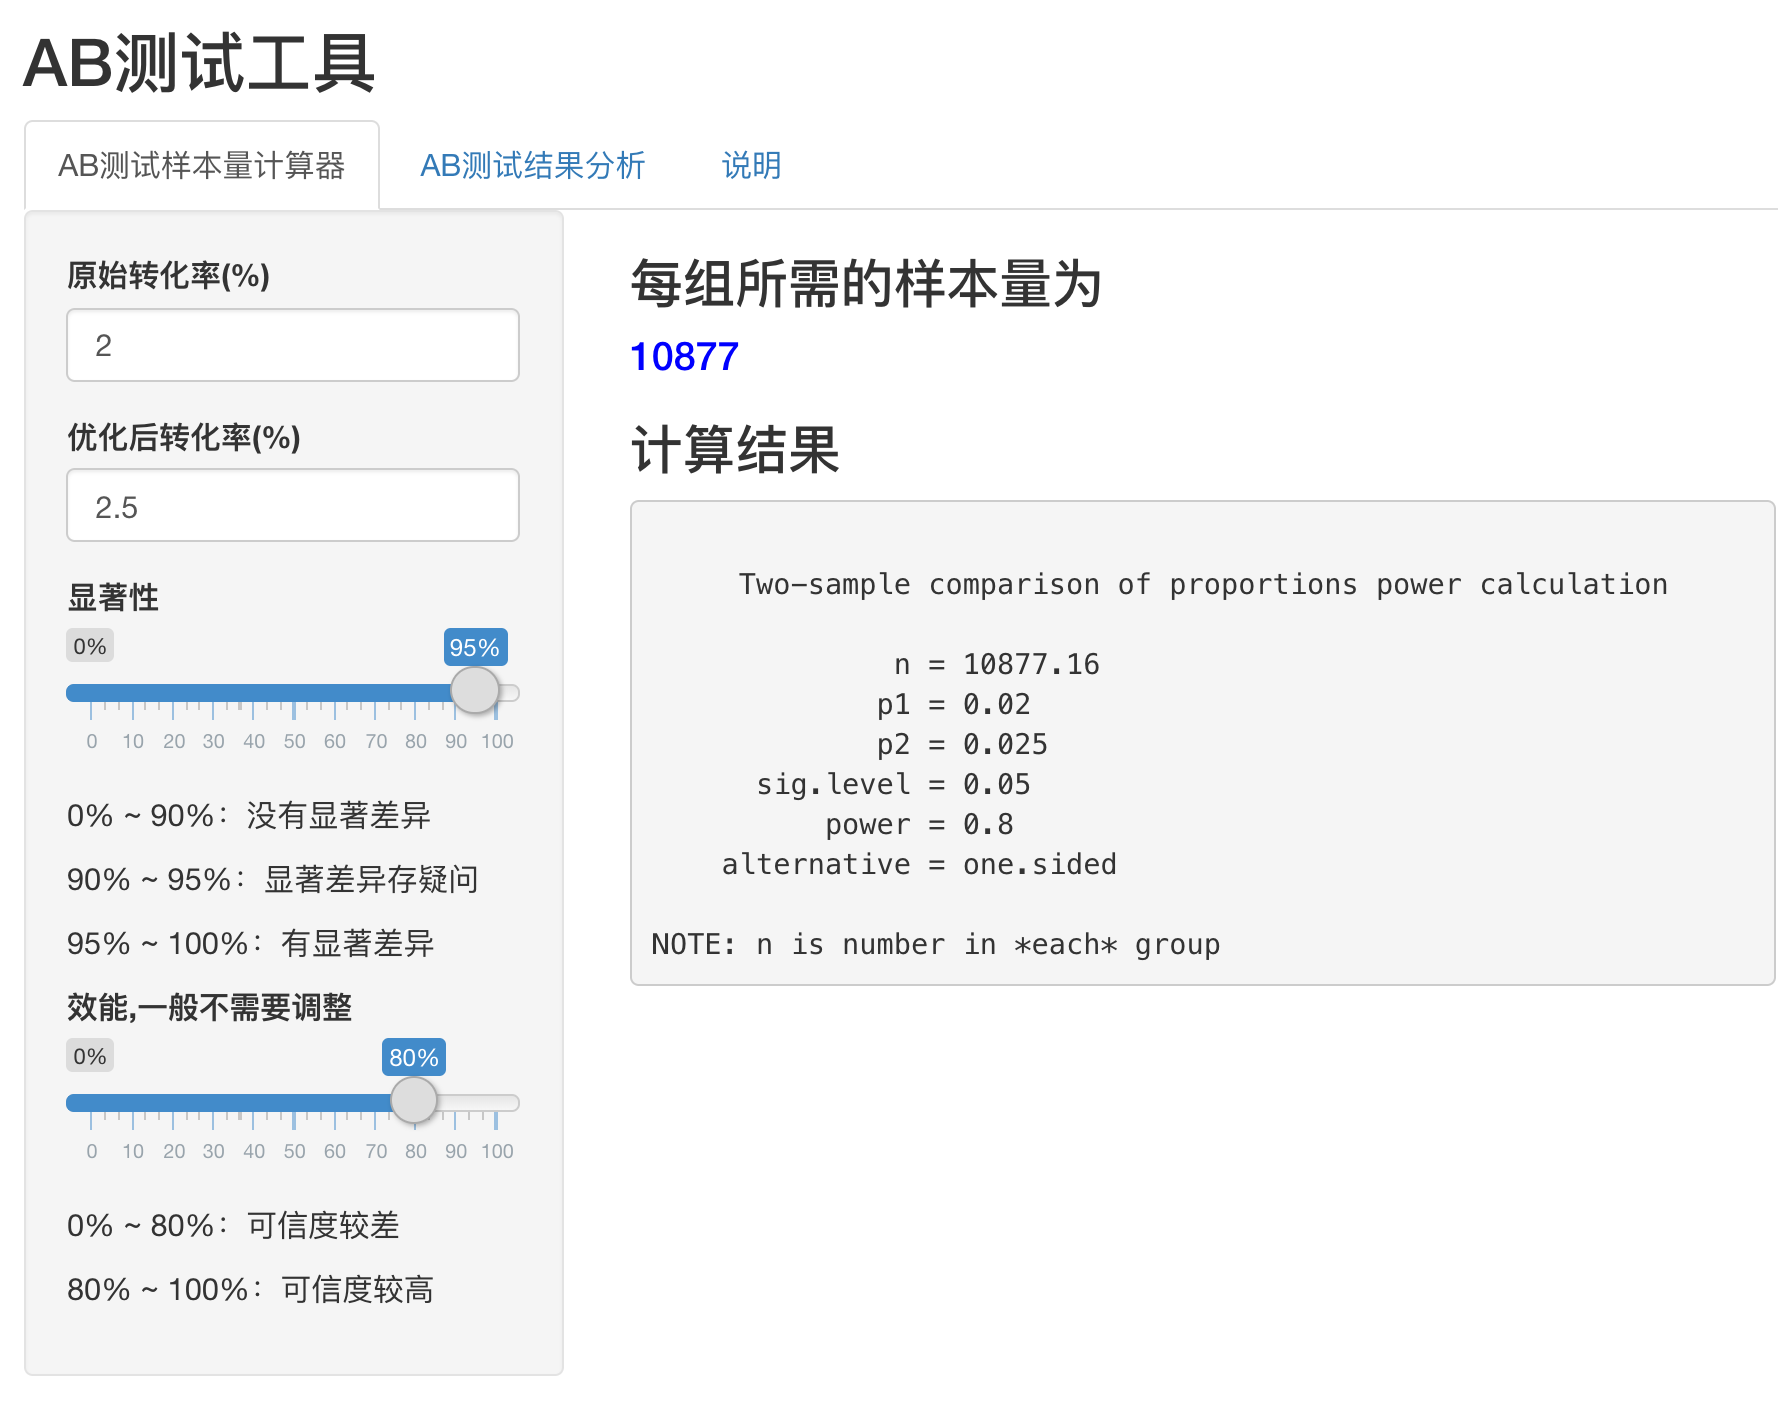 AB测试工具
AB测试样本量计算器 AB测试结果分析 说明
原始转化率(%)
2
优化后转化率(%)
2.5
显著性
0% 95%
0 10 20 30 40 50 60 70 80 90 100
0% ~ 90%：没有显著差异
90% ~ 95%：显著差异存疑问
95% ~ 100%：有显著差异
效能,一般不需要调整
0% 80%
0 10 20 30 40 50 60 70 80 90 100
0% ~ 80%：可信度较差
80% ~ 100%：可信度较高
每组所需的样本量为
10877
计算结果
Two-sample comparison of proportions power calculation
n = 10877.16
p1 = 0.02
p2 = 0.025
sig.level = 0.05
power = 0.8
alternative = one.sided
NOTE: n is number in *each* group